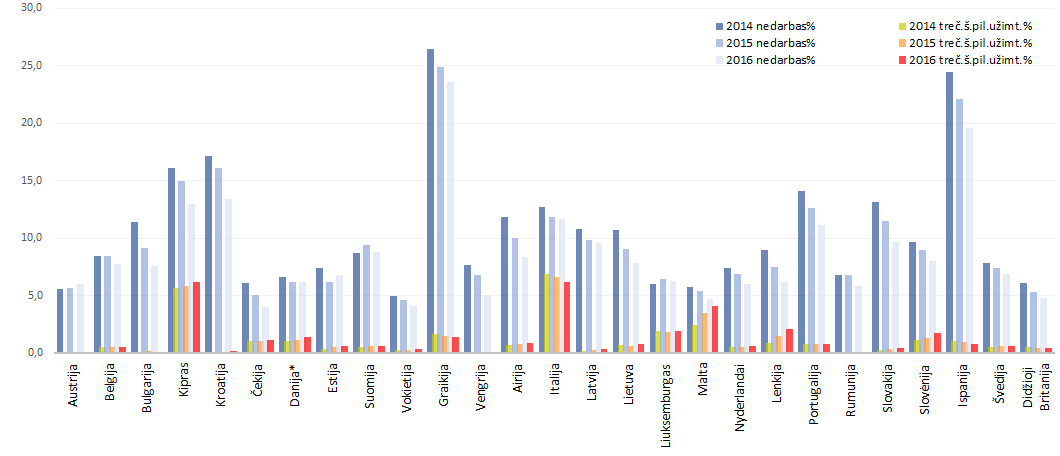 30,0
25,0
20,0
15,0
10,0
5,0
0,0
2014 nedarbas%
2014 treč.š.pil.užimt.%
2015 nedarbas%
2015 treč.š.pil.užimt.%
2016 nedarbas%
2016 treč.š.pil.užimt.%
Austrija
Belgija
Bulgarija
Kipras
Kroatija
Čekija
Danija*
Estija
Suomija
Vokietija
Graikija
Vengrija
Airija
Italija
Latvija
Lietuva
Liuksemburgas
Malta
Nyderlandai
Lenkija
Portugalija
Rumunija
Slovakija
Slovėnija
Ispanija
Švedija
Didžioji
Britanija